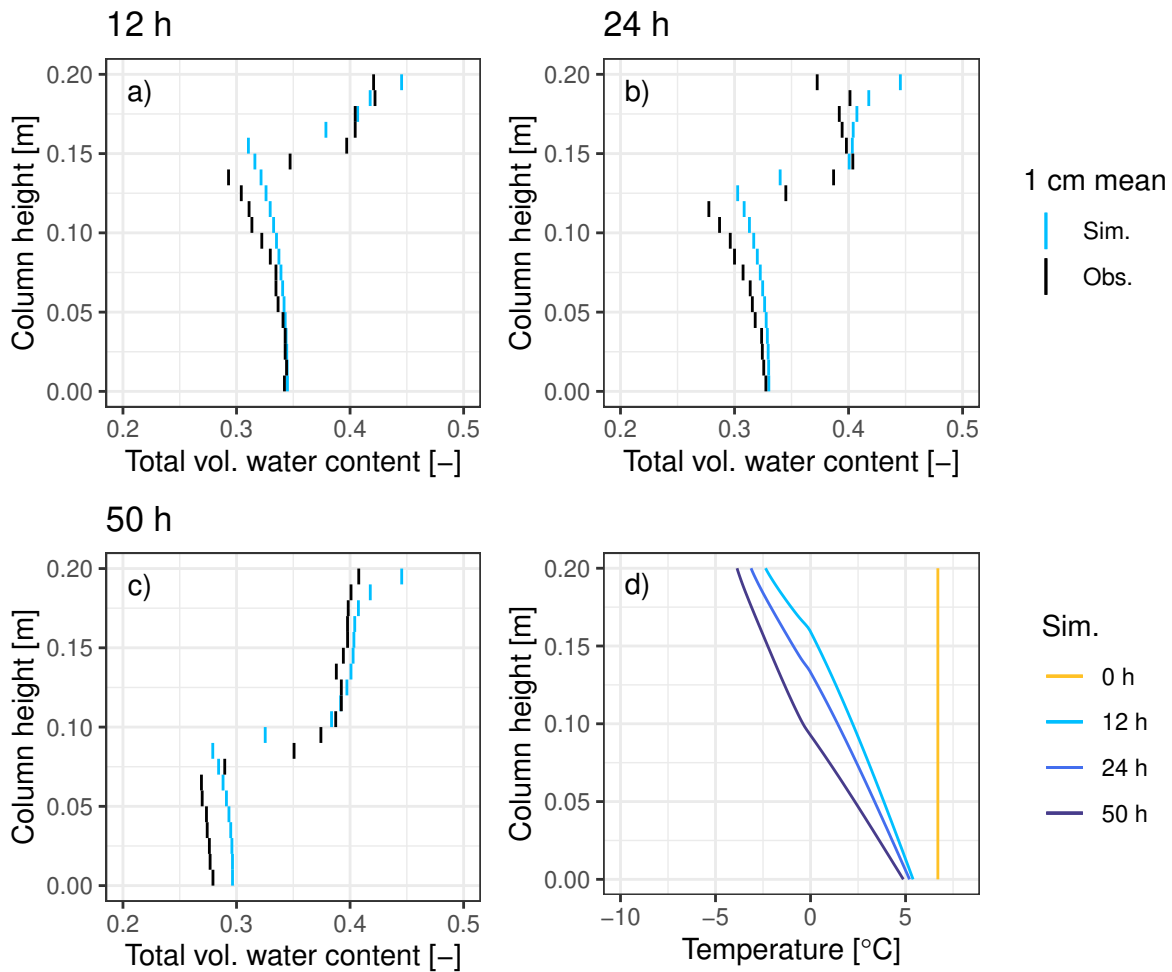 12 h
24 h
a)
b)
0.20
0.15
0.10
0.05
0.00
Column height [m]
0.2 0.3 0.4 0.5
Total vol. water content [−]
0.20
0.15
0.10
0.05
0.00
Column height [m]
0.2 0.3 0.4 0.5
Total vol. water content [−]
1 cm mean
Sim.
Obs.
50 h
c)
d)
0.20
0.15
0.10
0.05
0.00
Column height [m]
0.2 0.3 0.4 0.5
Total vol. water content [−]
0.20
0.15
0.10
0.05
0.00
Column height [m]
−10 −5 0 5
Temperature [°C]
Sim.
0 h
12 h
24 h
50 h